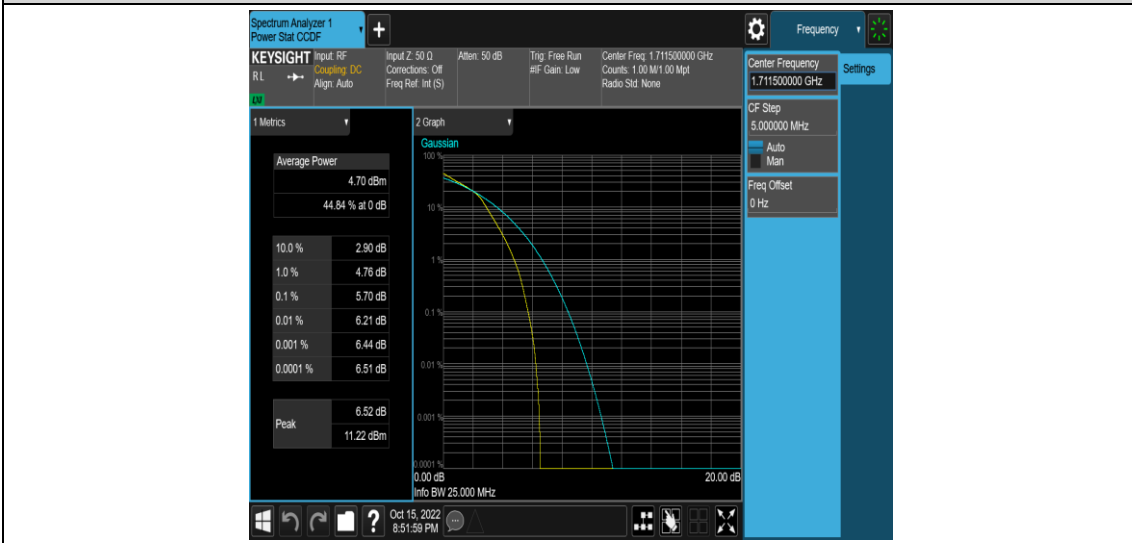 Spectrum Analyzer 1
Power Stat CCDF
+
Frequency
KEYSIGHT
Input: RF
Coupling: DC
Align: Auto
R L
LXI
Input Z: 50 Ω
Corrections: Off
Freq Ref: Int (S)
Atten: 50 dB
Trig: Free Run
#IF Gain: Low
Center Freq: 1.711500000 GHz
Counts: 1.00 M/1.00 Mpt
Radio Std: None
Center Frequency
1.711500000 GHz
Settings
CF Step
5.000000 MHz
Auto
Man
Freq Offset
0 Hz
1 Metrics
Average Power
4.70 dBm
44.84 % at 0 dB
10.0 % 2.90 dB
1.0 % 4.76 dB
0.1 % 5.70 dB
0.01 % 6.21 dB
0.001 % 6.44 dB
0.0001 % 6.51 dB
Peak
6.52 dB
11.22 dBm
2 Graph
Gaussian
100 %
10 %
1 %
0.1 %
0.01 %
0.001 %
0.0001 %
0.00 dB 20.00 dB
Info BW 25.000 MHz
?
Oct 15, 2022
8:51:59 PM